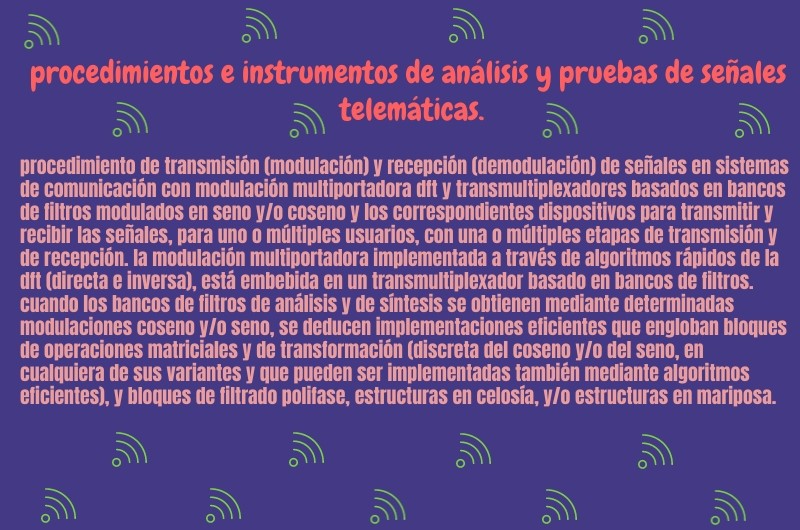 procedimientos e instrumentos de análisis y pruebas de señales
telemáticas.
procedimiento de transmisión (modulación) y recepción (demodulación) de señales en sistemas
de comunicación con modulación multiportadora dft y transmultiplexadores basados en bancos
de filtros modulados en seno y/o coseno y los correspondientes dispositivos para transmitir y
recibir las señales, para uno o múltiples usuarios, con una o múltiples etapas de transmisión y
de recepción. la modulación multiportadora implementada a través de algoritmos rápidos de la
dft (directa e inversa), está embebida en un transmultiplexador basado en bancos de filtros.
cuando los bancos de filtros de análisis y de síntesis se obtienen mediante determinadas
modulaciones coseno y/o seno, se deducen implementaciones eficientes que engloban bloques
de operaciones matriciales y de transformación (discreta del coseno y/o del seno, en
cualquiera de sus variantes y que pueden ser implementadas también mediante algoritmos
eficientes), y bloques de filtrado polifase, estructuras en celosía, y/o estructuras en mariposa.